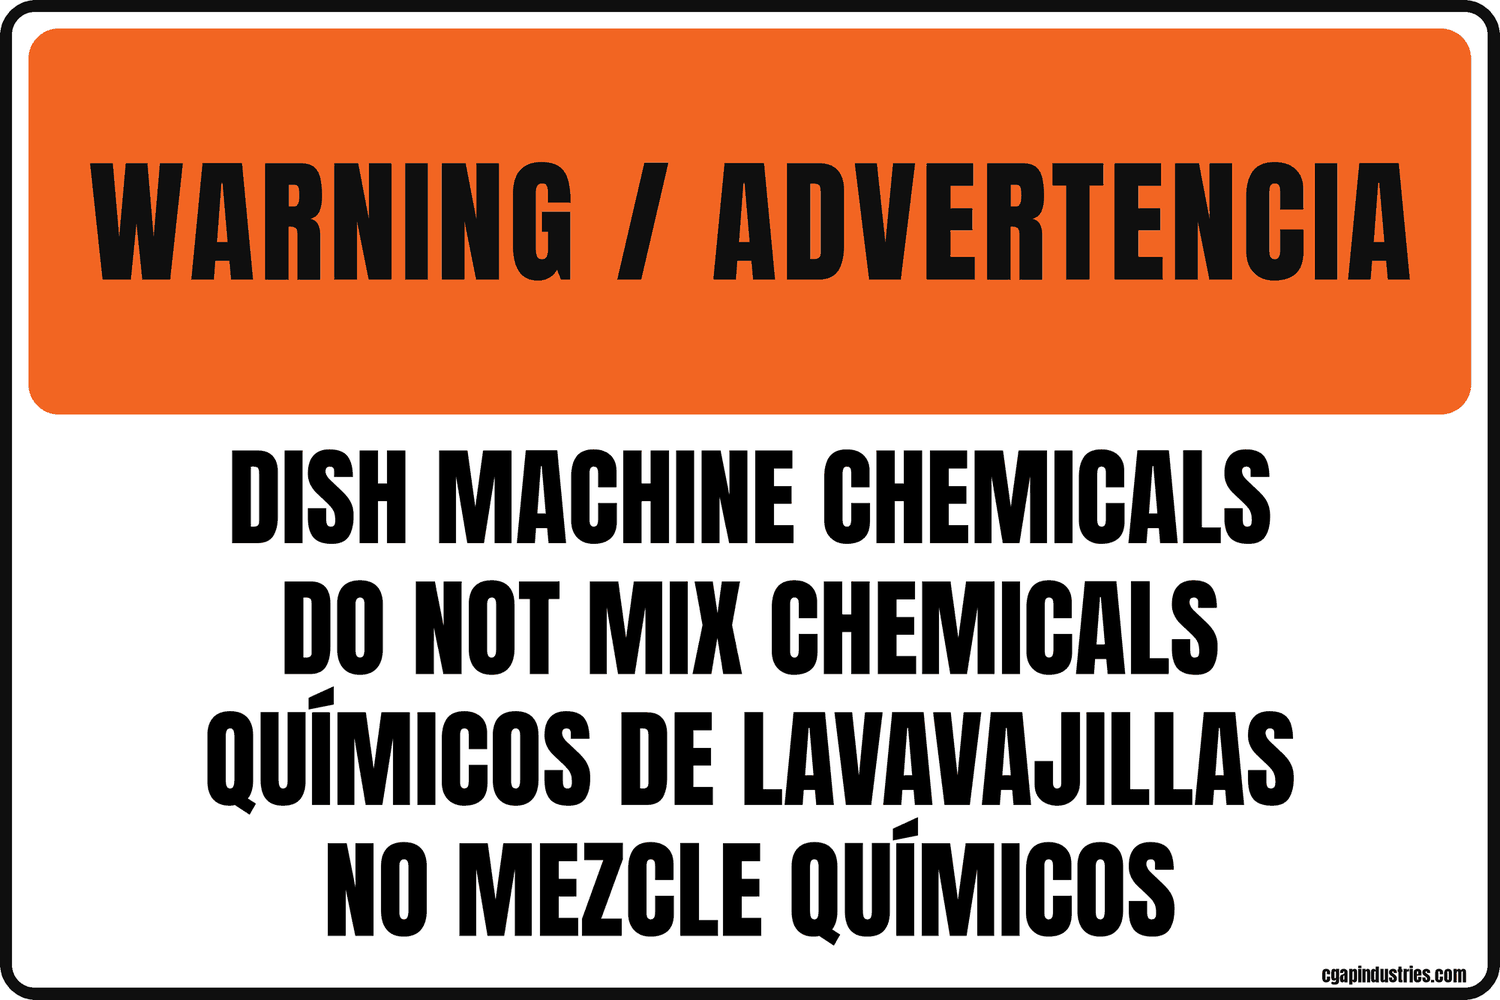 WARNING / ADVERTENCIA
DISH MACHINE CHEMICALS
DO NOT MIX CHEMICALS
QUÍMICOS DE LAVAVAJILLAS
NO MEZCLE QUÍMICOS
cgapindustries.com